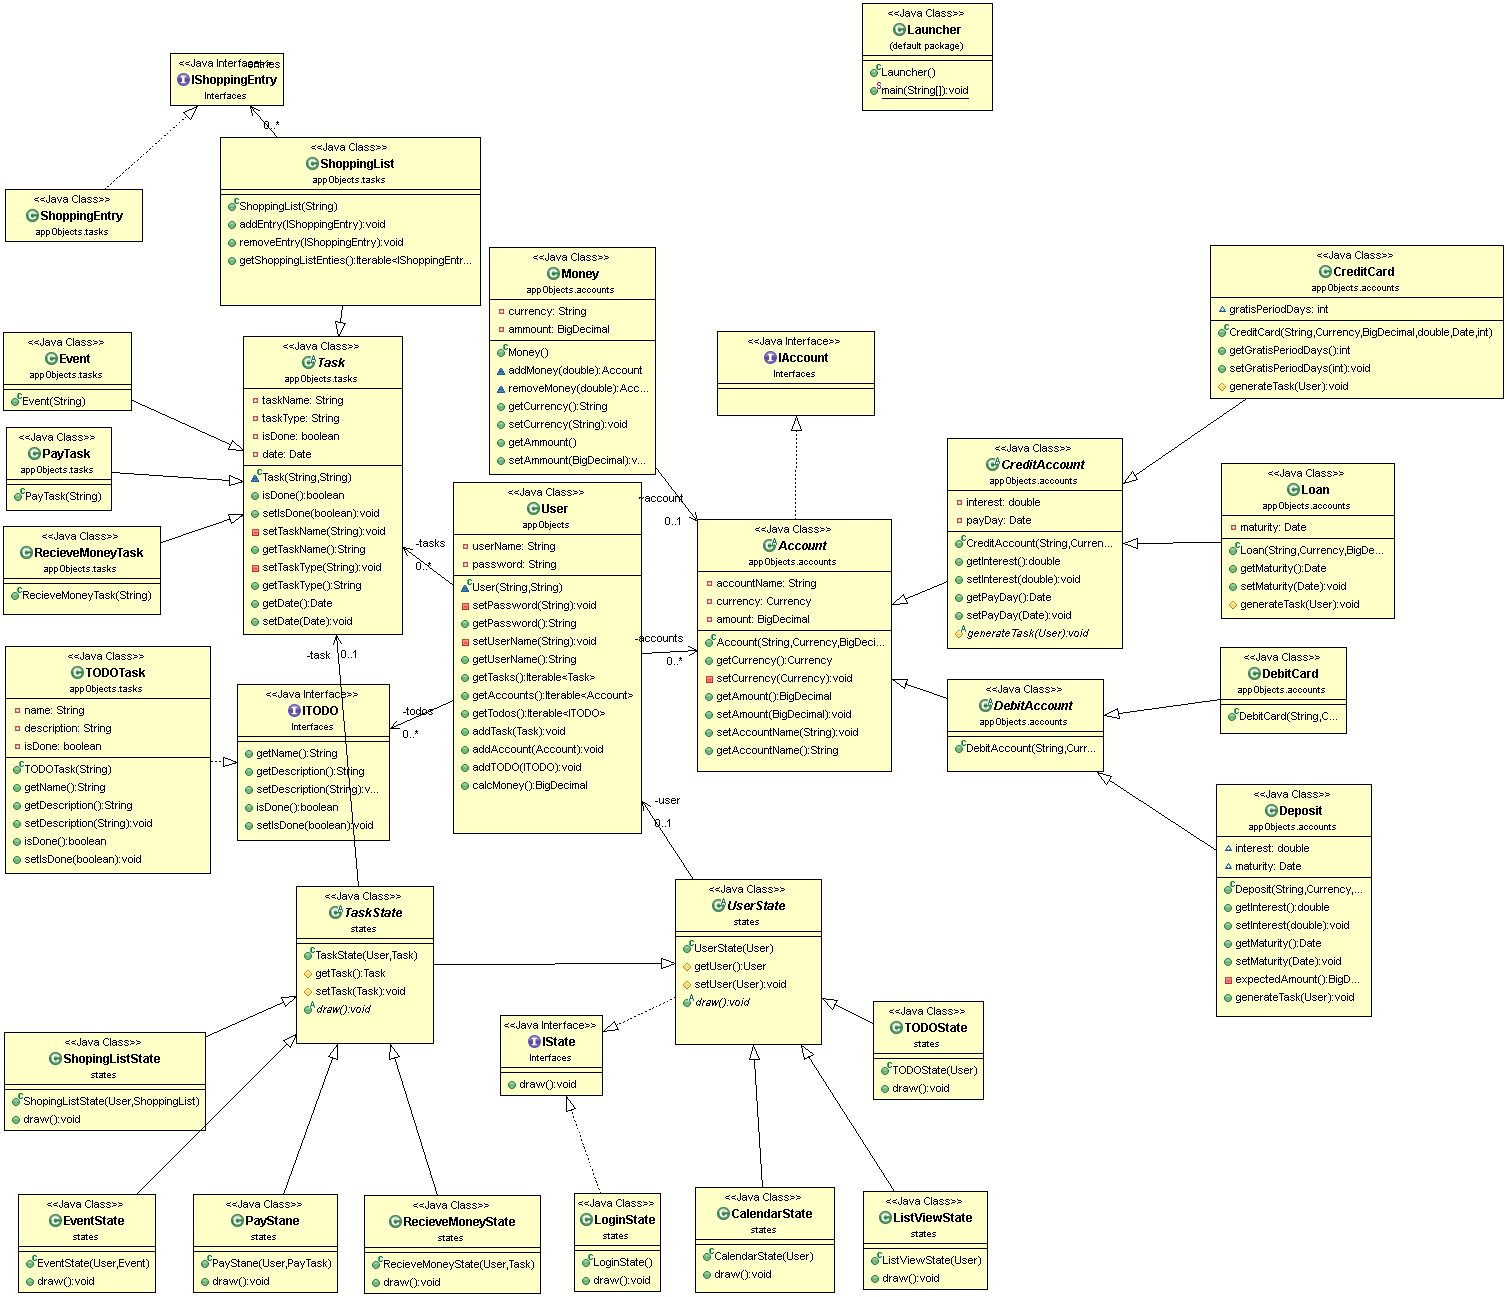 <<Java Class>>
Launcher
(default package)
Launcher()
main(String[]):void
<<Java Interface>>
entries
IShoppingEntry
Interfaces
0..*
<<Java Class>>
ShoppingList
appObjects.tasks
ShoppingList(String)
addEntry(IShoppingEntry):void
removeEntry(IShoppingEntry):void
getShoppingListEnties():Iterable<IShoppingEntr...
<<Java Class>>
ShoppingEntry
appObjects.tasks
<<Java Class>>
Money
appObjects.accounts
currency: String
ammount: BigDecimal
Money()
addMoney(double):Account
removeMoney(double):Acc...
getCurrency():String
setCurrency(String):void
getAmmount()
setAmmount(BigDecimal):v...
<<Java Class>>
CreditCard
appObjects.accounts
gratisPeriodDays: int
CreditCard(String,Currency,BigDecimal,double,Date,int)
getGratisPeriodDays():int
setGratisPeriodDays(int):void
generateTask(User):void
<<Java Interface>>
IAccount
Interfaces
<<Java Class>>
Event
appObjects.tasks
Event(String)
<<Java Class>>
Task
appObjects.tasks
taskName: String
taskType: String
isDone: boolean
date: Date
Task(String,String)
isDone():boolean
setIsDone(boolean):void
setTaskName(String):void
getTaskName():String
setTaskType(String):void
getTaskType():String
getDate():Date
setDate(Date):void
<<Java Class>>
PayTask
appObjects.tasks
PayTask(String)
<<Java Class>>
RecieveMoneyTask
appObjects.tasks
RecieveMoneyTask(String)
<<Java Class>>
User
appObjects
userName: String
password: String
User(String,String)
setPassword(String):void
getPassword():String
setUserName(String):void
getUserName():String
getTasks():Iterable<Task>
getAccounts():Iterable<Account>
getTodos():Iterable<ITODO>
addTask(Task):void
addAccount(Account):void
addTODO(ITODO):void
calcMoney():BigDecimal
-tasks
0..*
-account
0..1
-accounts
0..*
-todos
0..*
-task
0..1
-user
0..1
<<Java Class>>
Account
appObjects.accounts
accountName: String
currency: Currency
amount: BigDecimal
Account(String,Currency,BigDeci...
getCurrency():Currency
setCurrency(Currency):void
getAmount():BigDecimal
setAmount(BigDecimal):void
setAccountName(String):void
getAccountName():String
<<Java Class>>
CreditAccount
appObjects.accounts
interest: double
payDay: Date
CreditAccount(String,Curren...
getInterest():double
setInterest(double):void
getPayDay():Date
setPayDay(Date):void
generateTask(User):void
<<Java Class>>
Loan
appObjects.accounts
maturity: Date
Loan(String,Currency,BigDe...
getMaturity():Date
setMaturity(Date):void
generateTask(User):void
<<Java Class>>
DebitCard
appObjects.accounts
DebitCard(String,C...
<<Java Class>>
DebitAccount
appObjects.accounts
DebitAccount(String,Curr...
<<Java Class>>
Deposit
appObjects.accounts
interest: double
maturity: Date
Deposit(String,Currency,...
getInterest():double
setInterest(double):void
getMaturity():Date
setMaturity(Date):void
expectedAmount():BigD...
generateTask(User):void
<<Java Class>>
TODOTask
appObjects.tasks
name: String
description: String
isDone: boolean
TODOTask(String)
getName():String
getDescription():String
setDescription(String):void
isDone():boolean
setIsDone(boolean):void
<<Java Interface>>
ITODO
Interfaces
getName():String
getDescription():String
setDescription(String):v...
isDone():boolean
setIsDone(boolean):void
<<Java Class>>
TaskState
states
TaskState(User,Task)
getTask():Task
setTask(Task):void
draw():void
<<Java Class>>
UserState
states
UserState(User)
getUser():User
setUser(User):void
draw():void
<<Java Interface>>
IState
Interfaces
draw():void
<<Java Class>>
TODOState
states
TODOState(User)
draw():void
<<Java Class>>
ShopingListState
states
ShopingListState(User,ShoppingList)
draw():void
<<Java Class>>
EventState
states
EventState(User,Event)
draw():void
<<Java Class>>
PayStane
states
PayStane(User,PayTask)
draw():void
<<Java Class>>
RecieveMoneyState
states
RecieveMoneyState(User,Task)
draw():void
<<Java Class>>
LoginState
states
LoginState()
draw():void
<<Java Class>>
CalendarState
states
CalendarState(User)
draw():void
<<Java Class>>
ListViewState
states
ListViewState(User)
draw():void